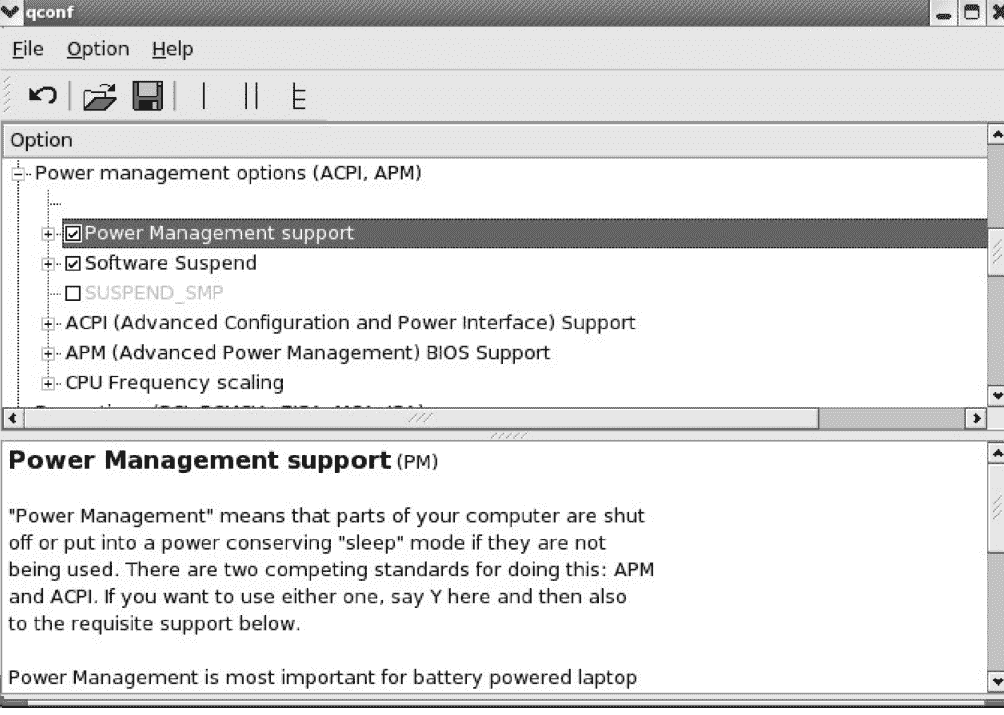 qconf
File Option Help
Option
Power management options (ACPI, APM)
Power Management support
Software Suspend
SUSPEND_SMP
ACPI (Advanced Configuration and Power Interface) Support
APM (Advanced Power Management) BIOS Support
CPU Frequency scaling
Power Management support (PM)
"Power Management" means that parts of your computer are shut
off or put into a power conserving "sleep" mode if they are not
being used. There are two competing standards for doing this: APM
and ACPI. If you want to use either one, say Y here and then also
to the requisite support below.
Power Management is most important for battery powered laptop